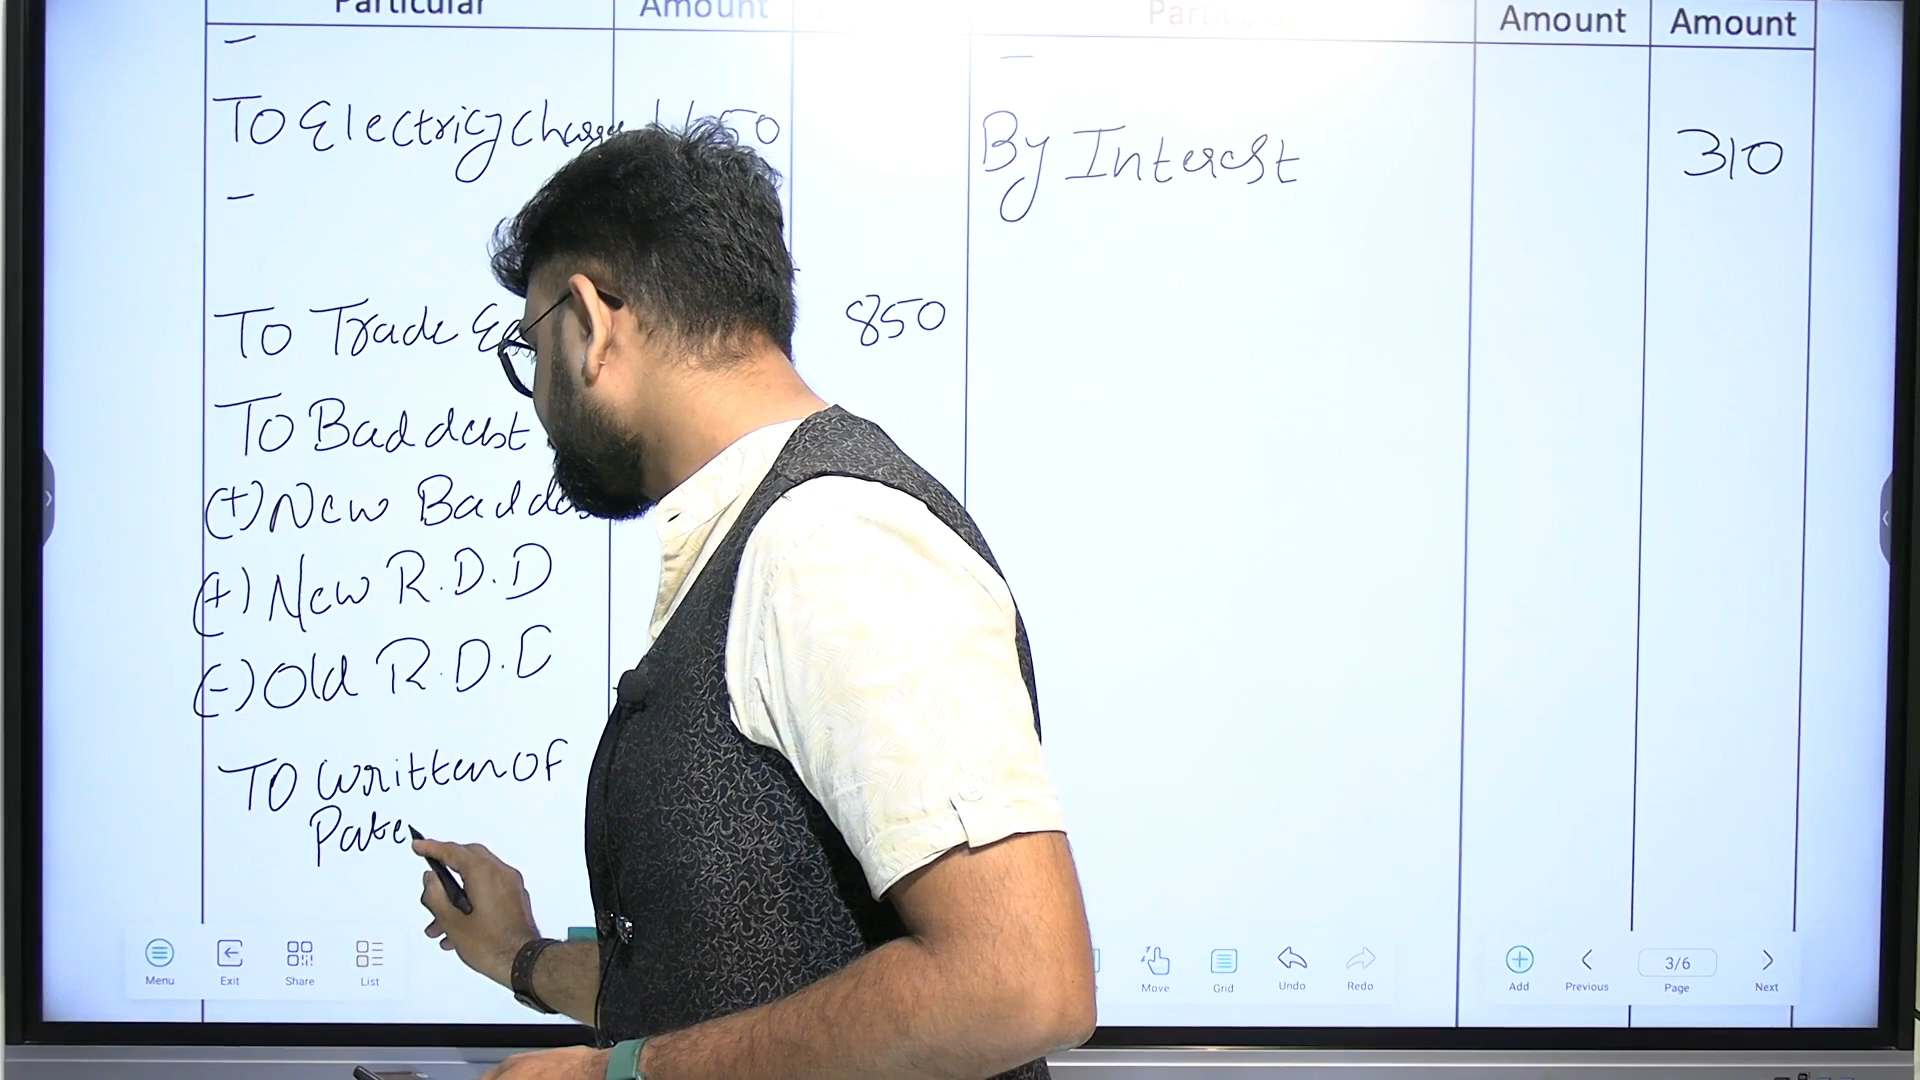 Particular Amount Amount Amount
To Electricity charge
By Interest 310
To Trade 850
To Bad debt
(+) New Bad
(+) New R.D.D
(-) Old R.D.D
To written of
Pate
Menu Exit Share List Move Grid Undo Redo Add Previous 3/6 Page Next